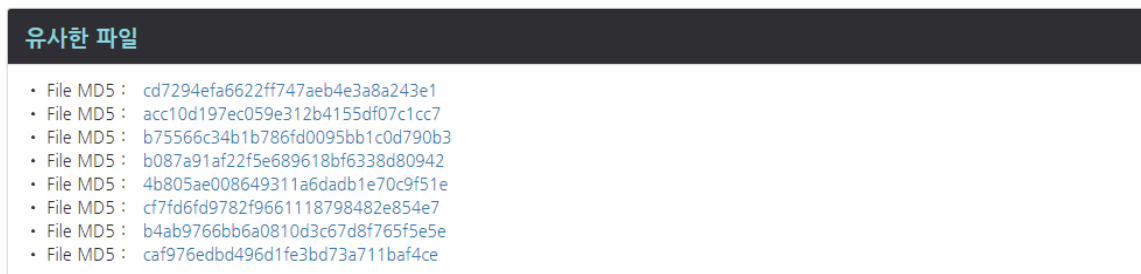 유사한 파일
• File MD5 : cd7294efa6622ff747aeb4e3a8a243e1
• File MD5 : acc10d197ec059e312b4155df07c1cc7
• File MD5 : b75566c34b1b786fd0095bb1c0d790b3
• File MD5 : b087a91af22f5e689618bf6338d80942
• File MD5 : 4b805ae008649311a6dadb1e70c9f51e
• File MD5 : cf7fd6fd9782f9661118798482e854e7
• File MD5 : b4ab9766bb6a0810d3c67d8f765f5e5e
• File MD5 : caf976edbd496d1fe3bd73a711baf4ce